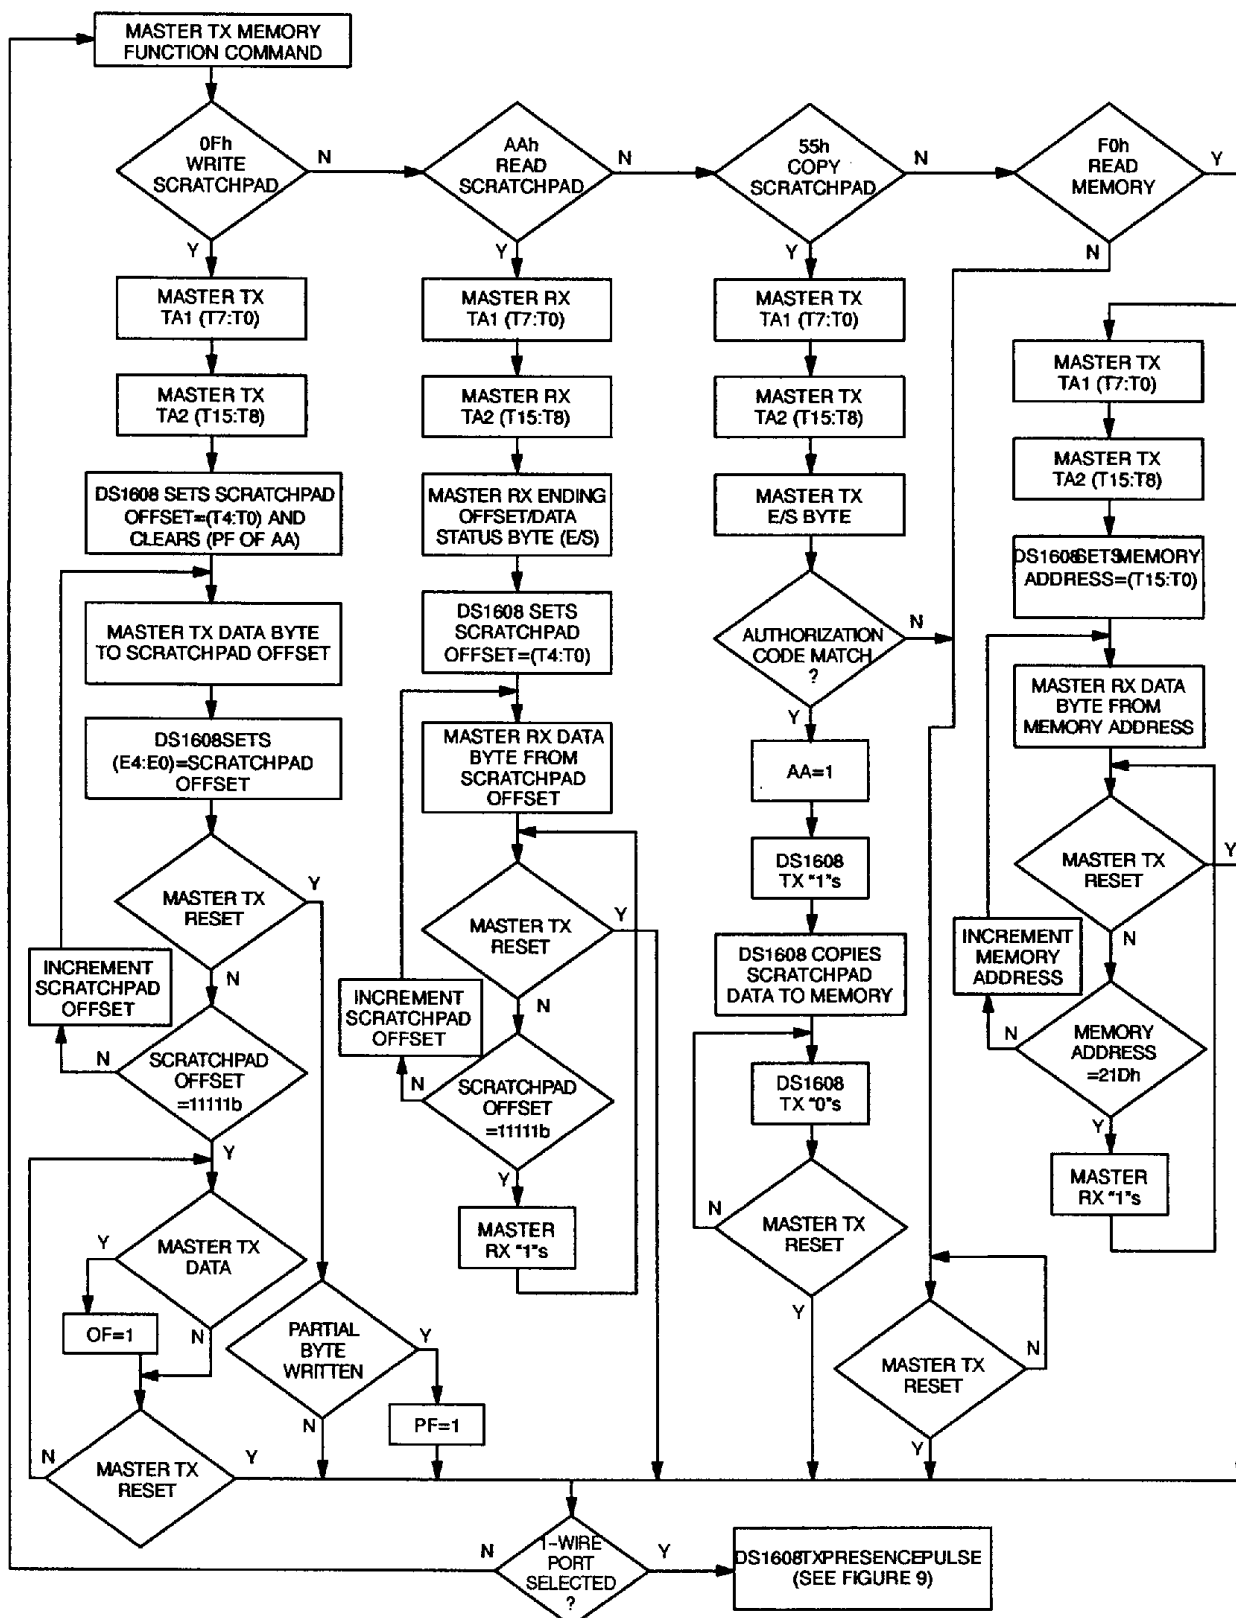 MASTER TX MEMORY
FUNCTION COMMAND
0Fh
WRITE
SCRATCHPAD
N
Y
AAh
READ
SCRATCHPAD
N
Y
55h
COPY
SCRATCHPAD
N
Y
F0h
READ
MEMORY
Y
N
MASTER TX
TA1 (T7:T0)
MASTER TX
TA2 (T15:T8)
DS1608 SETS SCRATCHPAD
OFFSET=(T4:T0) AND
CLEARS (PF OF AA)
MASTER TX DATA BYTE
TO SCRATCHPAD OFFSET
DS1608SETS
(E4:E0)=SCRATCHPAD
OFFSET
MASTER TX
RESET
Y
N
INCREMENT
SCRATCHPAD
OFFSET
N
SCRATCHPAD
OFFSET
=11111b
Y
MASTER TX
DATA
Y
N
OF=1
MASTER TX
RESET
N
Y
PARTIAL
BYTE
WRITTEN
Y
N
PF=1
MASTER RX
TA1 (T7:T0)
MASTER RX
TA2 (T15:T8)
MASTER RX ENDING
OFFSET/DATA
STATUS BYTE (E/S)
DS1608 SETS
SCRATCHPAD
OFFSET=(T4:T0)
MASTER RX DATA
BYTE FROM
SCRATCHPAD
OFFSET
MASTER TX
RESET
Y
N
INCREMENT
SCRATCHPAD
OFFSET
N
SCRATCHPAD
OFFSET
=11111b
Y
MASTER
RX "1"s
MASTER TX
TA1 (T7:T0)
MASTER TX
TA2 (T15:T8)
MASTER TX
E/S BYTE
AUTHORIZATION
CODE MATCH
?
N
Y
AA=1
DS1608
TX "1"s
DS1608 COPIES
SCRATCHPAD
DATA TO MEMORY
DS1608
TX "0"s
MASTER TX
RESET
N
Y
MASTER TX
TA1 (T7:T0)
MASTER TX
TA2 (T15:T8)
DS1608SETSMEMORY
ADDRESS=(T15:T0)
MASTER RX DATA
BYTE FROM
MEMORY ADDRESS
MASTER TX
RESET
Y
N
INCREMENT
MEMORY
ADDRESS
N
MEMORY
ADDRESS
=21Dh
Y
MASTER
RX "1"s
MASTER TX
RESET
N
Y
1-WIRE
PORT
SELECTED
?
N
Y
DS1608TXPRESENCEPULSE
(SEE FIGURE 9)